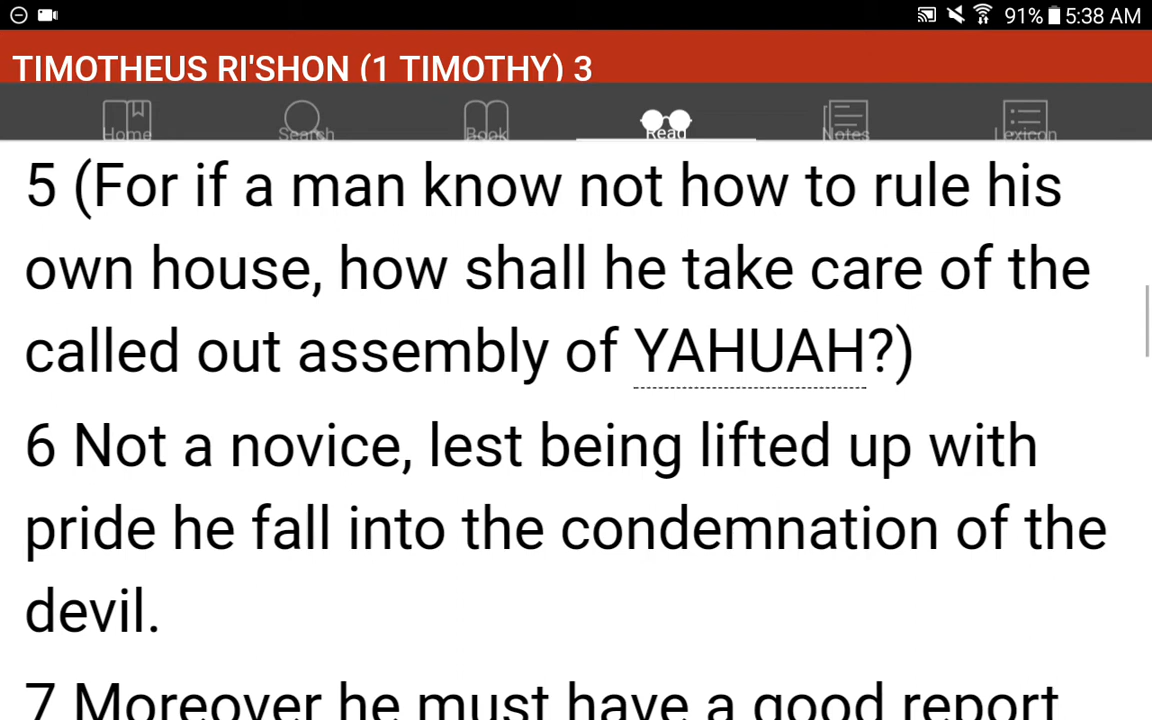 91% 5:38 AM
TIMOTHEUS RI'SHON (1 TIMOTHY) 3
Home Search Book Read Notes Lexicon
5 (For if a man know not how to rule his
own house, how shall he take care of the
called out assembly of YAHUAH?)
6 Not a novice, lest being lifted up with
pride he fall into the condemnation of the
devil.
7 Moreover he must have a good report